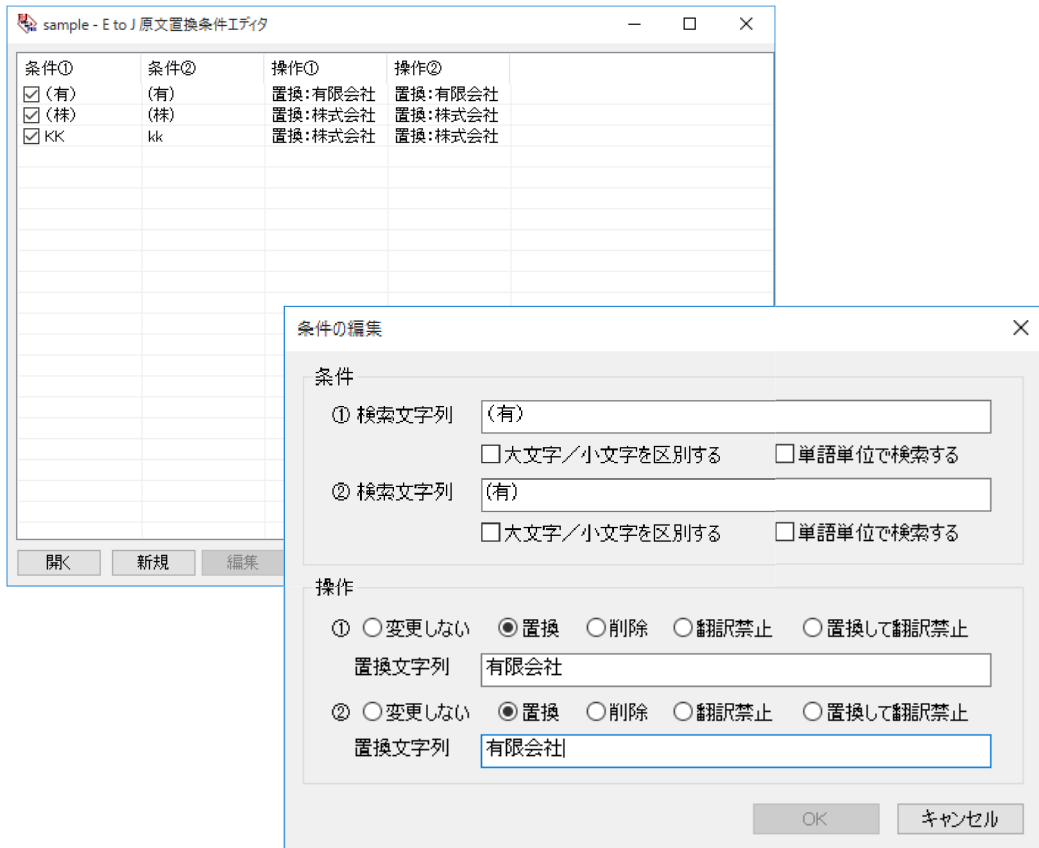 sample - E to J 原文置換条件エディタ
条件① 条件② 操作① 操作②
（有） (有) 置換:有限会社 置換:有限会社
（株） (株) 置換:株式会社 置換:株式会社
KK kk 置換:株式会社 置換:株式会社
開く 新規 編集
条件の編集
条件
① 検索文字列 （有）
大文字／小文字を区別する 単語単位で検索する
② 検索文字列 (有)
大文字／小文字を区別する 単語単位で検索する
操作
① 変更しない 置換 削除 翻訳禁止 置換して翻訳禁止
置換文字列 有限会社
② 変更しない 置換 削除 翻訳禁止 置換して翻訳禁止
置換文字列 有限会社
OK キャンセル